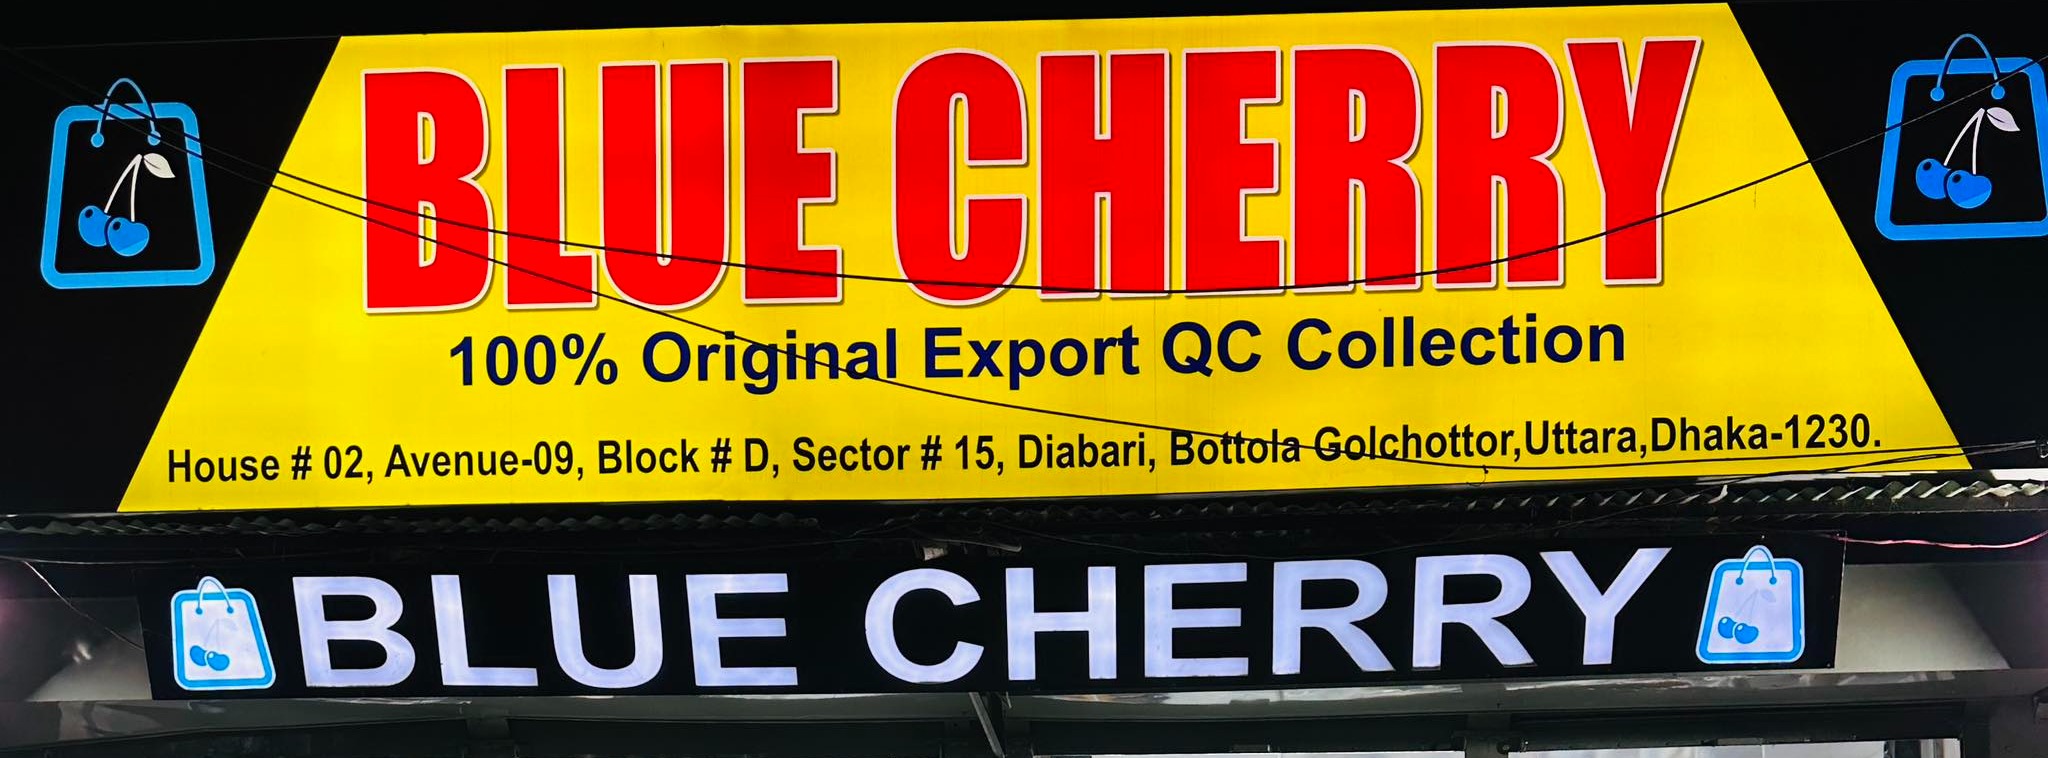 BLUE CHERRY
100% Original Export QC Collection
House # 02, Avenue-09, Block # D, Sector # 15, Diabari, Bottola Golchottor,Uttara,Dhaka-1230.
BLUE CHERRY